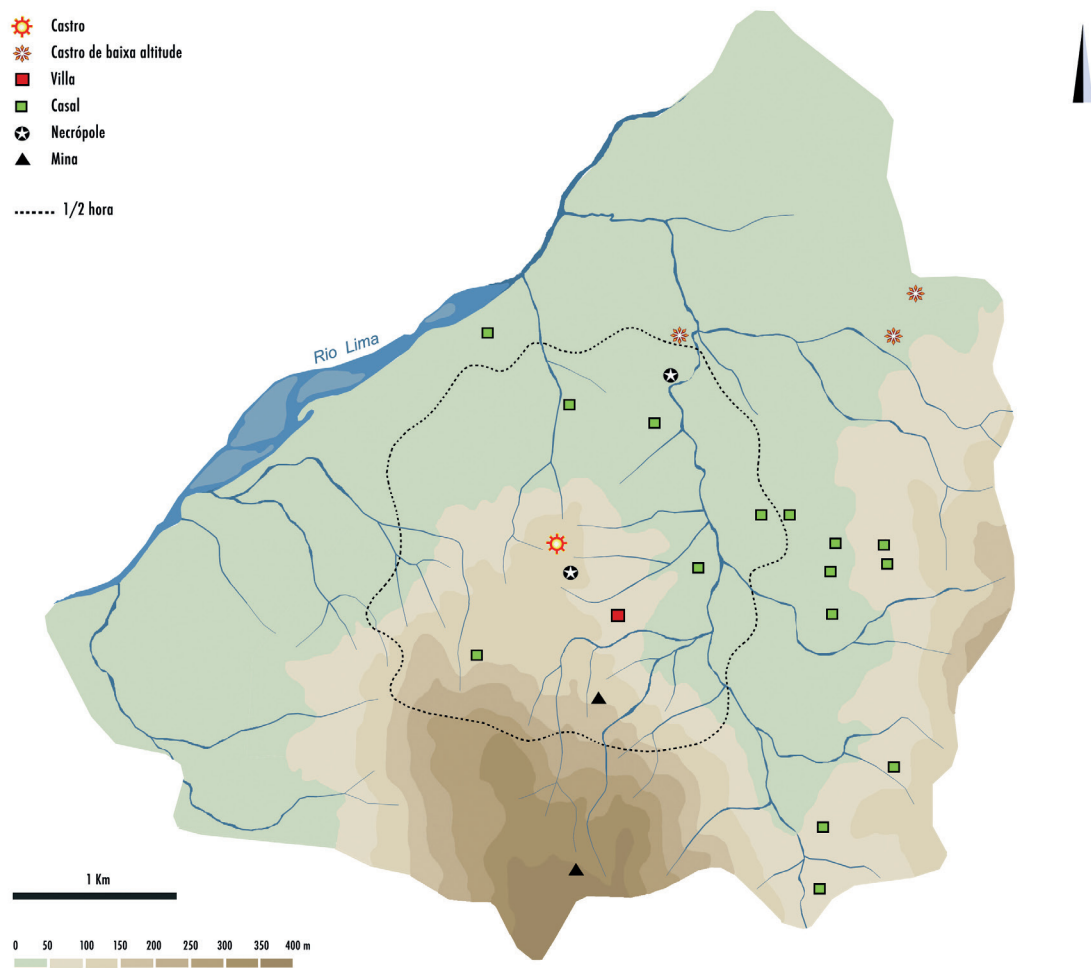 Castro
Castro de baixa altitude
Villa
Casal
Necrópole
Mina
1/2 hora
Rio Lima
1 Km
0 50 100 150 200 250 300 350 400 m